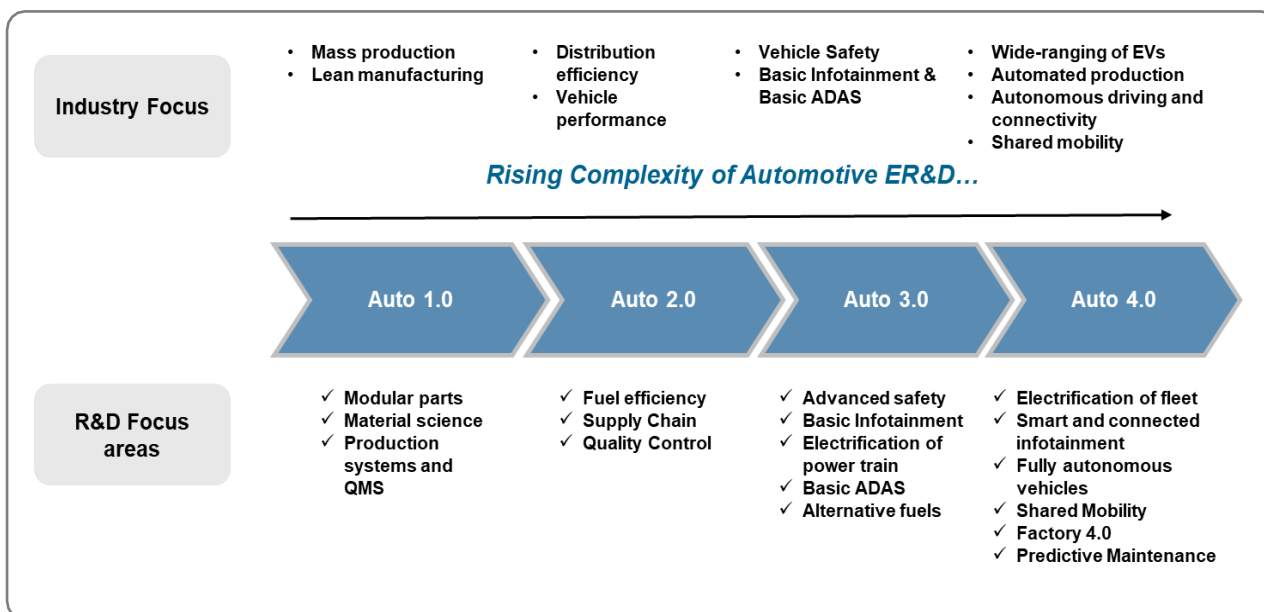 Industry Focus
• Mass production
• Lean manufacturing
• Distribution
efficiency
• Vehicle
performance
• Vehicle Safety
• Basic Infotainment &
Basic ADAS
• Wide-ranging of EVs
• Automated production
• Autonomous driving and
connectivity
• Shared mobility
Rising Complexity of Automotive ER&D…
Auto 1.0
Auto 2.0
Auto 3.0
Auto 4.0
R&D Focus
areas
✓ Modular parts
✓ Material science
✓ Production
systems and
QMS
✓ Fuel efficiency
✓ Supply Chain
✓ Quality Control
✓ Advanced safety
✓ Basic Infotainment
✓ Electrification of
power train
✓ Basic ADAS
✓ Alternative fuels
✓ Electrification of fleet
✓ Smart and connected
infotainment
✓ Fully autonomous
vehicles
✓ Shared Mobility
✓ Factory 4.0
✓ Predictive Maintenance